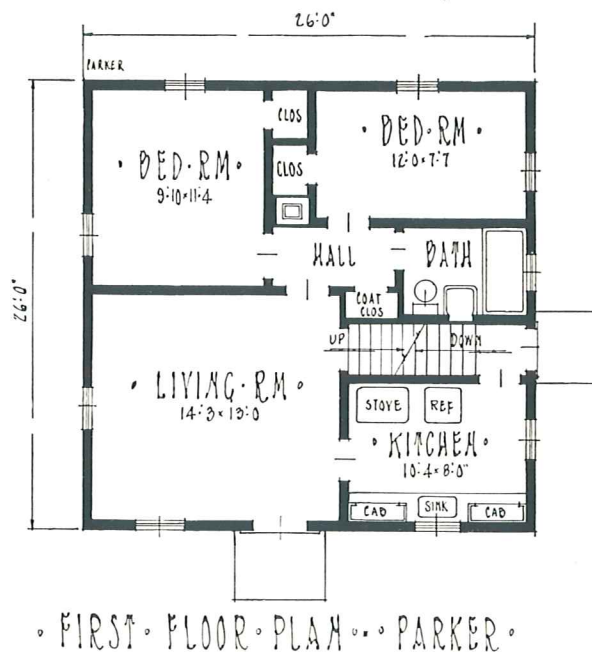 26'·0"
PARKER
CLOS
· BED·RM ·
12'·0×7'·7
· BED·RM ·
9'·10×11'·4
CLOS
HALL
BATH
COAT
CLOS
26'·0"
UP
DOWN
· LIVING·RM ·
14'·3×13'·0
STOVE
REF
· KITCHEN ·
10'·4×8'·0"
CAB
SINK
CAB
· FIRST · FLOOR · PLAN ··· PARKER ·